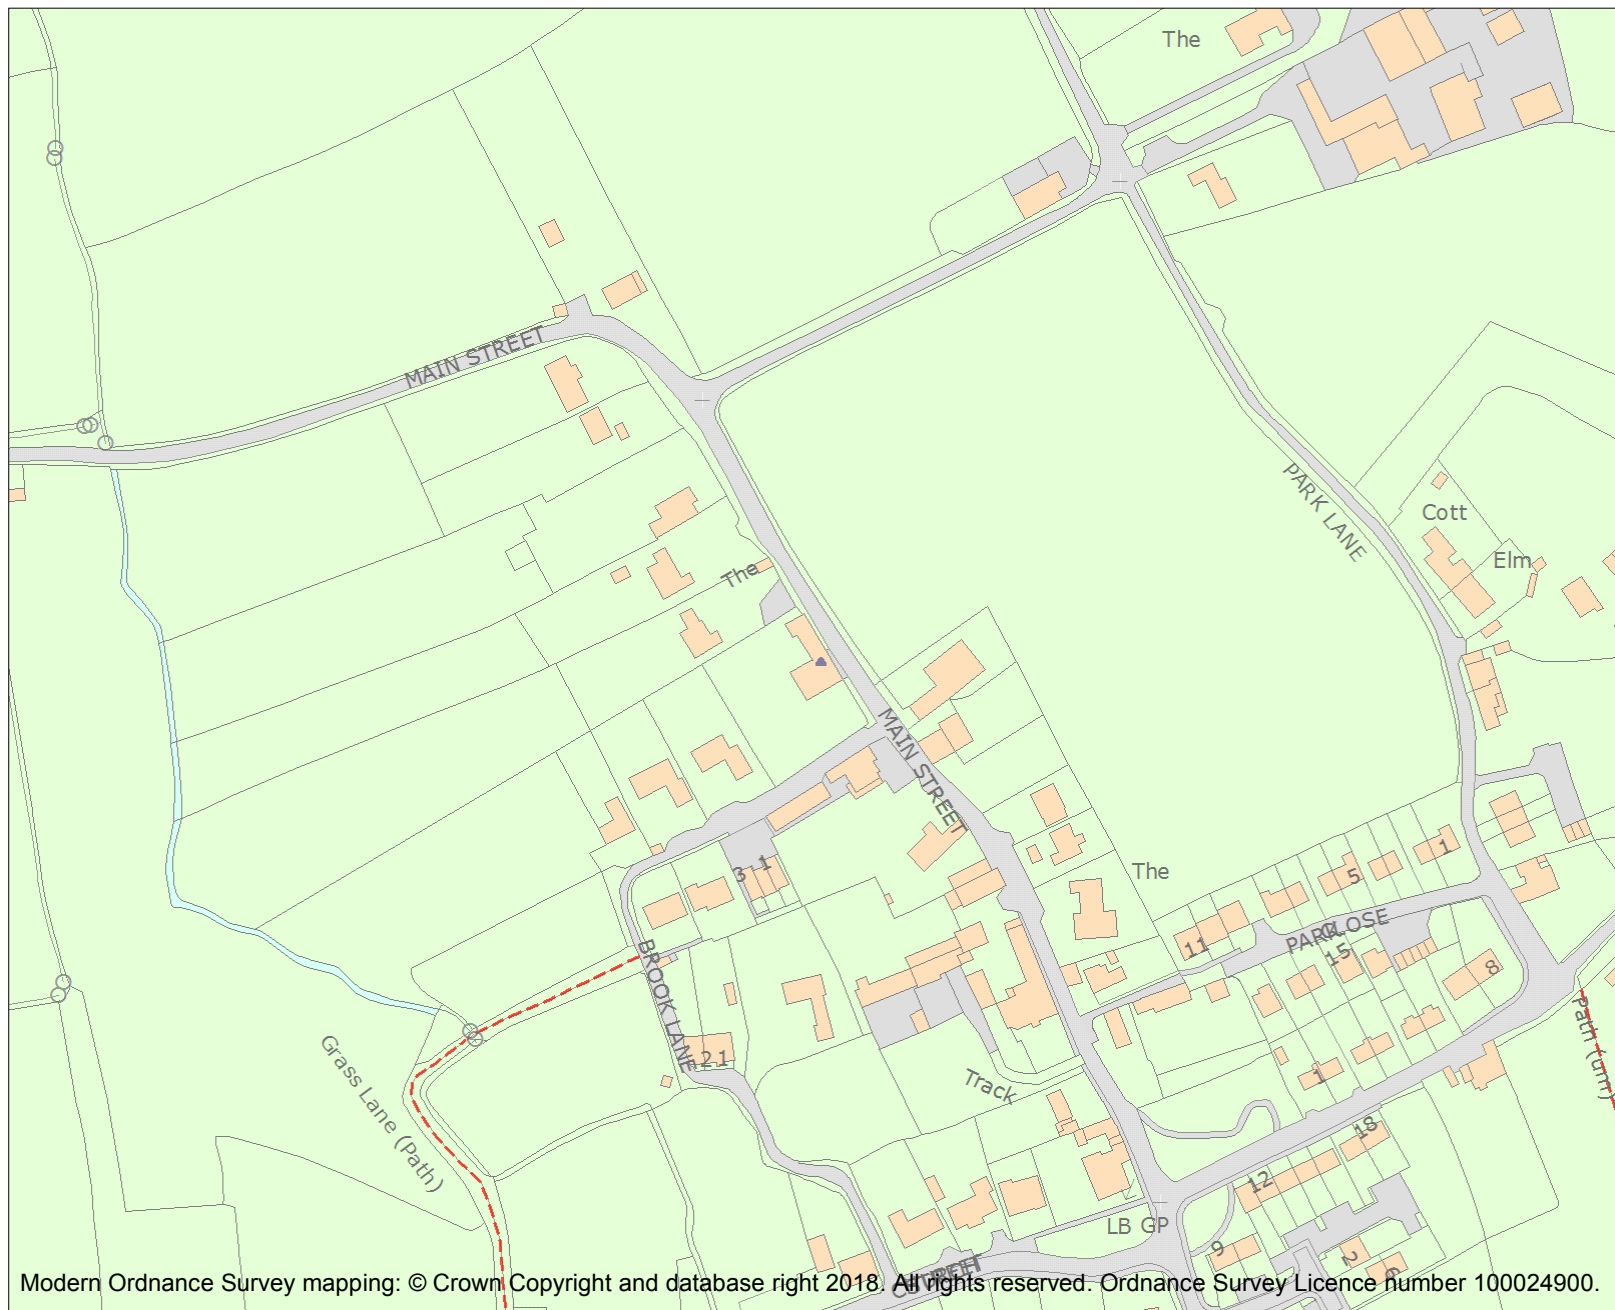 The
MAIN STREET
PARK LANE
Cott
Elm
The
MAIN STREET
The
3
1
1
5
11
PARK
CLOSE
15
8
BROOK LANE
2
1
Path (um)
Grass Lane (Path)
Track
1
18
12
LB GP
9
2
6
STREET
Modern Ordnance Survey mapping: © Crown Copyright and database right 2018. All rights reserved. Ordnance Survey Licence number 100024900.